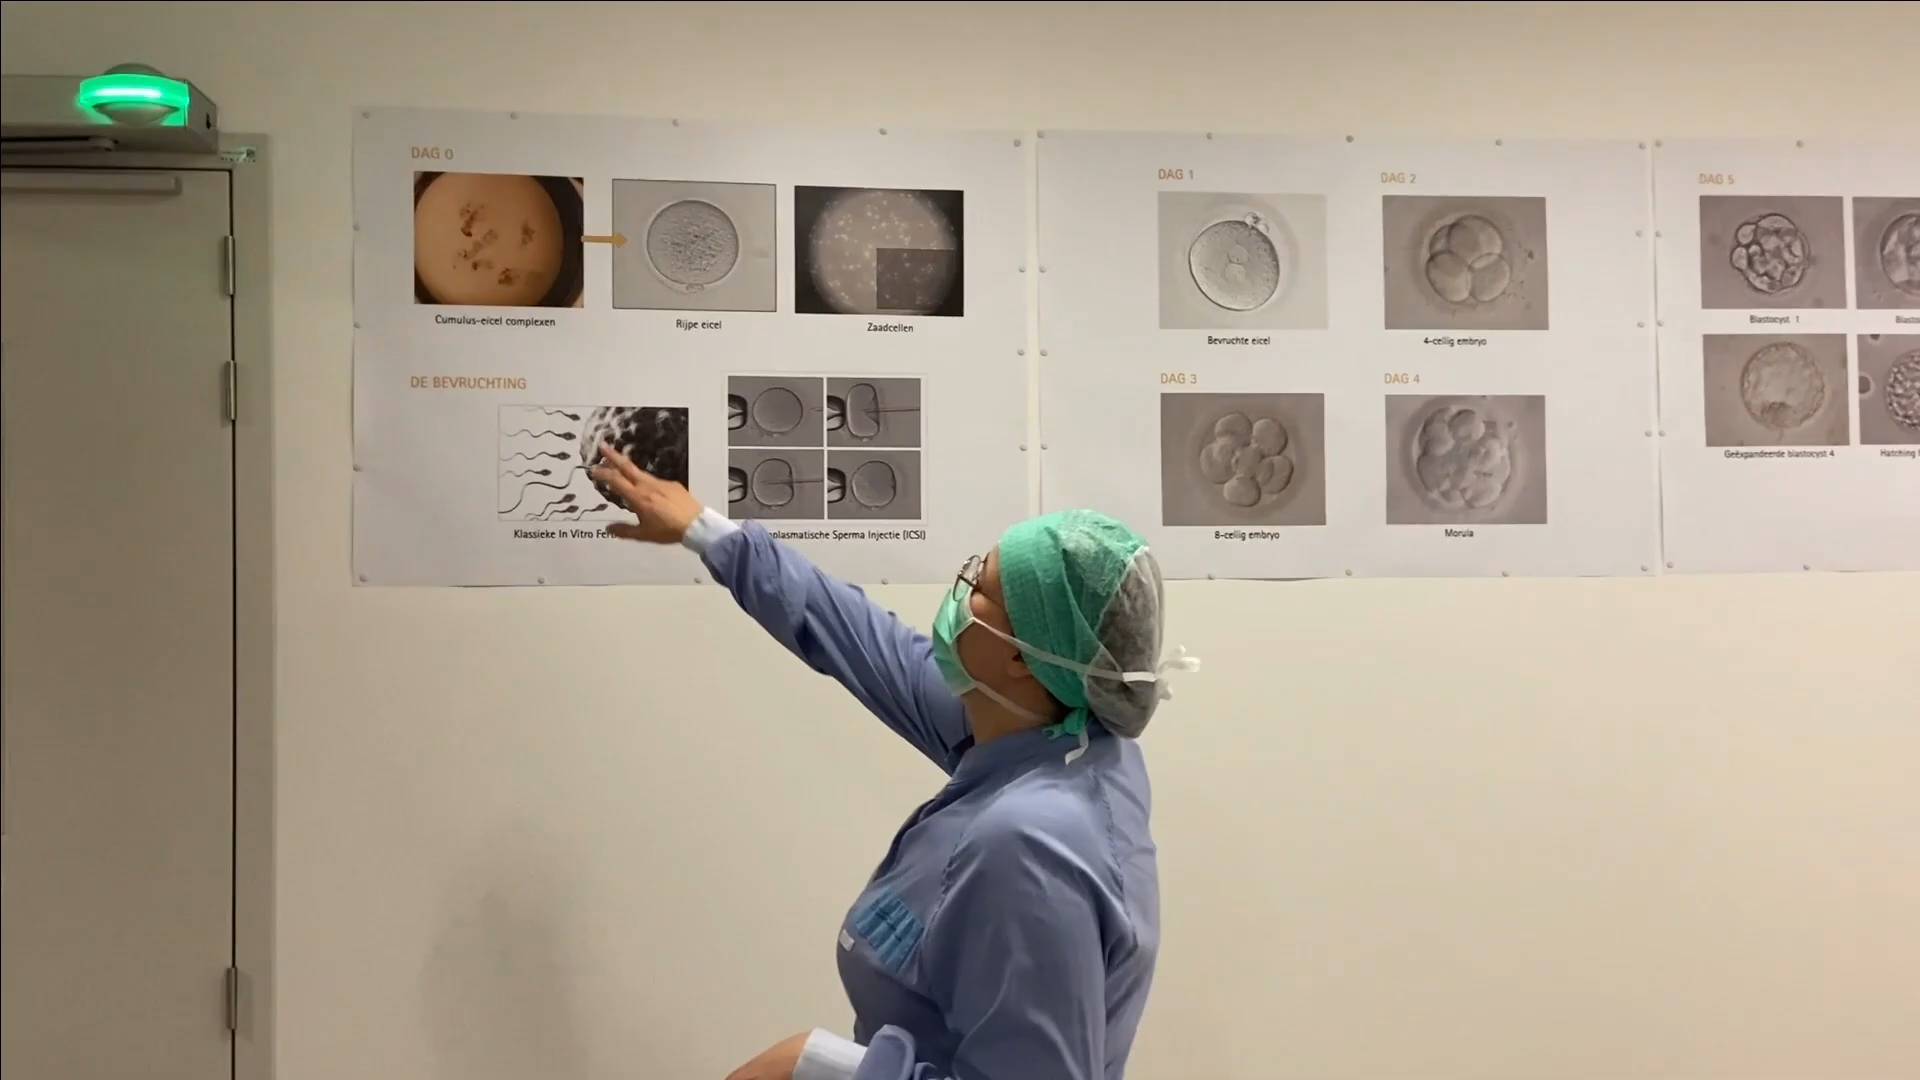 DAG 0
Cumulus-eicel complexen
Rijpe eicel
Zaadcellen
DE BEVRUCHTING
Klassieke In Vitro
plasmatische Sperma Injectie (ICSI)
DAG 1
Bevruchte eicel
DAG 2
4-cellig embryo
DAG 3
8-cellig embryo
DAG 4
Morula
DAG 5
Blastocyst 1
Geëxpandeerde blastocyst 4
Hatching